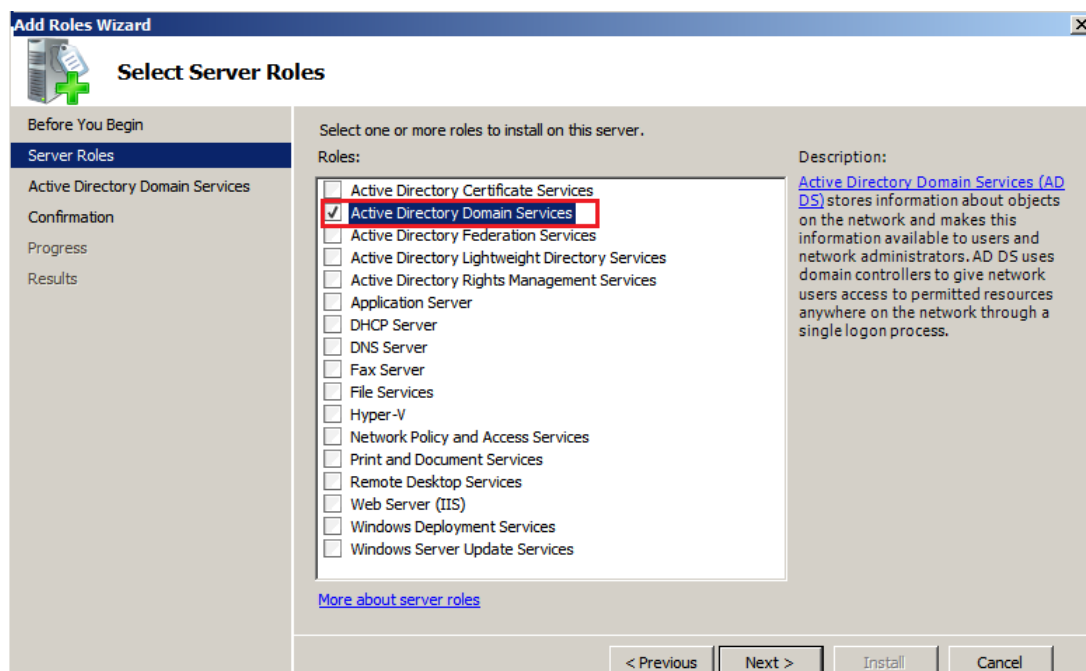 Add Roles Wizard
Select Server Roles
Before You Begin
Server Roles
Active Directory Domain Services
Confirmation
Progress
Results
Select one or more roles to install on this server.
Roles:
Active Directory Certificate Services
Active Directory Domain Services
Active Directory Federation Services
Active Directory Lightweight Directory Services
Active Directory Rights Management Services
Application Server
DHCP Server
DNS Server
Fax Server
File Services
Hyper-V
Network Policy and Access Services
Print and Document Services
Remote Desktop Services
Web Server (IIS)
Windows Deployment Services
Windows Server Update Services
More about server roles
Description:
Active Directory Domain Services (AD
DS) stores information about objects
on the network and makes this
information available to users and
network administrators. AD DS uses
domain controllers to give network
users access to permitted resources
anywhere on the network through a
single logon process.
< Previous
Next >
Install
Cancel